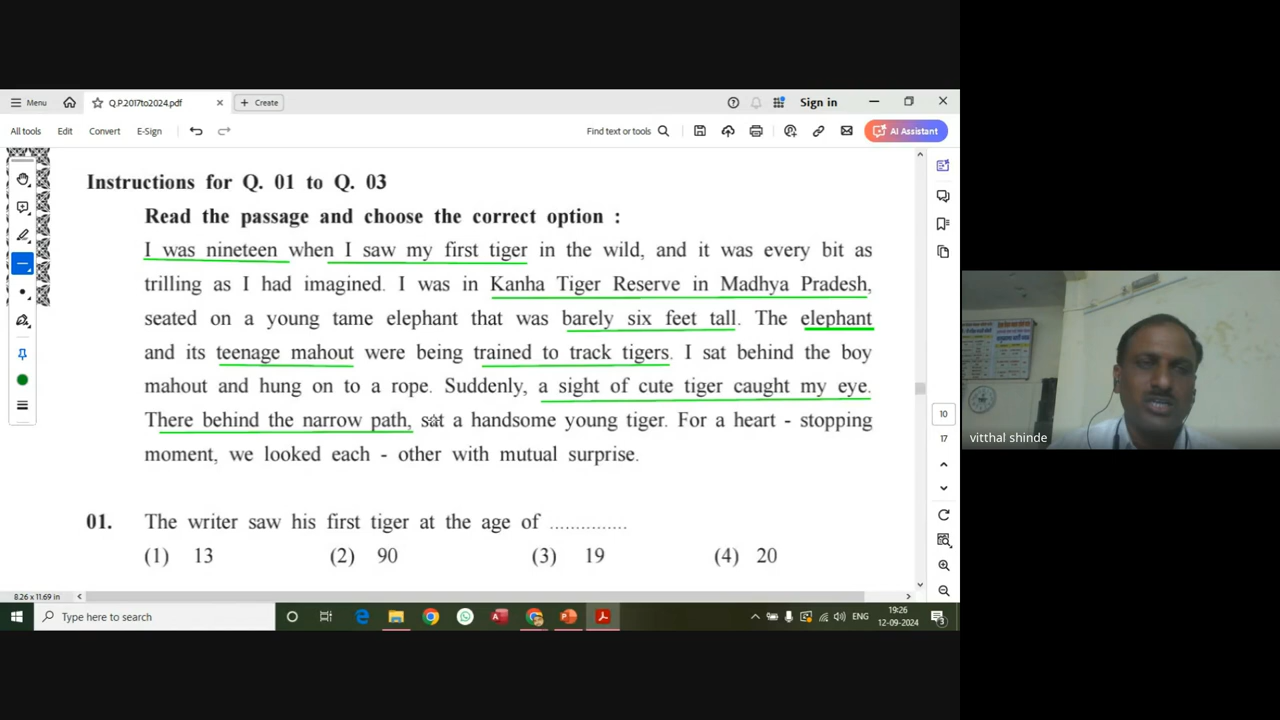 Menu
Q.P.2017to2024.pdf
Create
Sign in
All tools Edit Convert E-Sign
Find text or tools
AI Assistant
Instructions for Q. 01 to Q. 03
Read the passage and choose the correct option :
I was nineteen when I saw my first tiger in the wild, and it was every bit as
trilling as I had imagined. I was in Kanha Tiger Reserve in Madhya Pradesh,
seated on a young tame elephant that was barely six feet tall. The elephant
and its teenage mahout were being trained to track tigers. I sat behind the boy
mahout and hung on to a rope. Suddenly, a sight of cute tiger caught my eye.
There behind the narrow path, sat a handsome young tiger. For a heart - stopping
moment, we looked each - other with mutual surprise.
01. The writer saw his first tiger at the age of ...............
(1) 13 (2) 90 (3) 19 (4) 20
10
17
8.26 x 11.69 in
Type here to search
ENG
19:26
12-09-2024
3
vitthal shinde